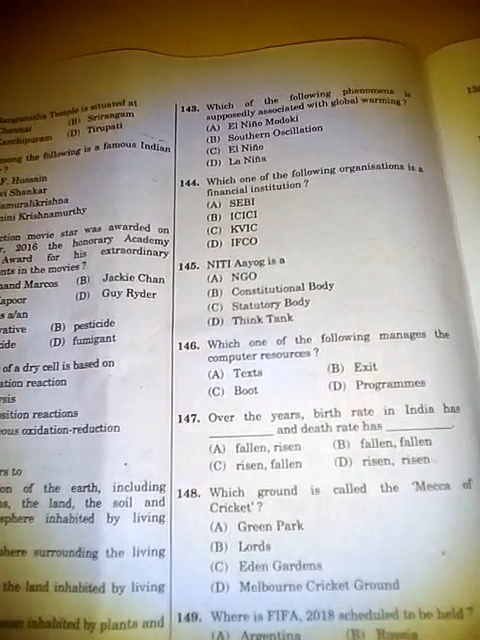 Ranganatha Temple is situated at
(B) Srirangam
Chennai
(D) Tirupati
Kanchipuram
among the following is a famous Indian
?
F. Hussain
vi Shankar
amuralikrishna
mini Krishnamurthy
ction movie star was awarded on
r, 2016 the honorary Academy
Award for his extraordinary
nts in the movies ?
and Marcos (B) Jackie Chan
apoor (D) Guy Ryder
s a/an
rative (B) pesticide
cide (D) fumigant
of a dry cell is based on
ation reaction
ysis
osition reactions
ous oxidation-reduction
rs to
on of the earth, including
ns, the land, the soil and
sphere inhabited by living
here surrounding the living
the land inhabited by living
inhabited by plants and
143. Which of the following phenomena is
supposedly associated with global warming ?
(A) El Niño Modoki
(B) Southern Oscillation
(C) El Niño
(D) La Niña
144. Which one of the following organisations is a
financial institution ?
(A) SEBI
(B) ICICI
(C) KVIC
(D) IFCO
145. NITI Aayog is a
(A) NGO
(B) Constitutional Body
(C) Statutory Body
(D) Think Tank
146. Which one of the following manages the
computer resources ?
(A) Texts (B) Exit
(C) Boot (D) Programmes
147. Over the years, birth rate in India has
__________ and death rate has __________.
(A) fallen, risen (B) fallen, fallen
(C) risen, fallen (D) risen, risen
148. Which ground is called the 'Mecca of
Cricket' ?
(A) Green Park
(B) Lords
(C) Eden Gardens
(D) Melbourne Cricket Ground
149. Where is FIFA, 2018 scheduled to be held ?
(A) Argentina (B) Russia